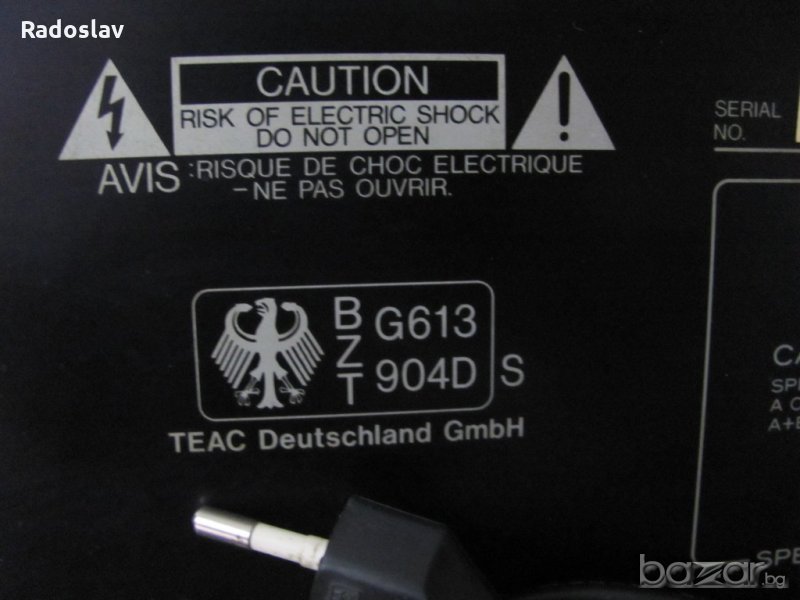 Radoslav
CAUTION
RISK OF ELECTRIC SHOCK
DO NOT OPEN
AVIS :RISQUE DE CHOC ELECTRIQUE
–NE PAS OUVRIR.
SERIAL
NO.
BZT
G613
904D S
TEAC Deutschland GmbH
A+B
bazar.bg